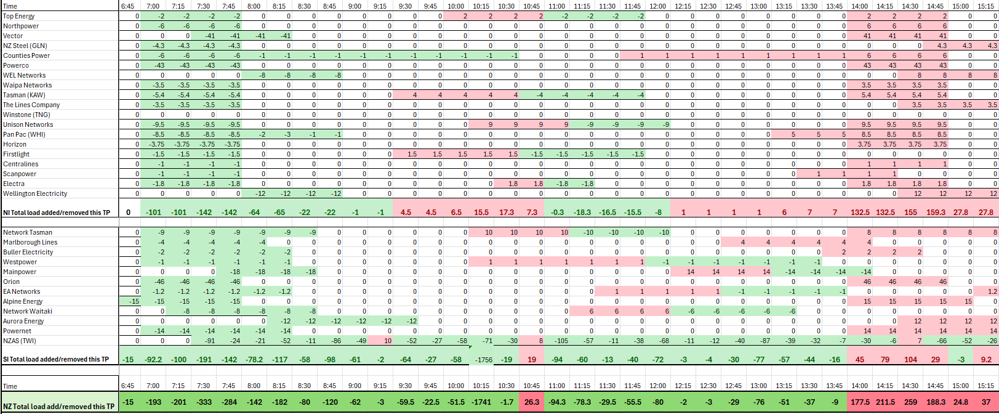 Time 6:45 7:00 7:15 7:30 7:45 8:00 8:15 8:30 8:45 9:00 9:15 9:30 9:45 10:00 10:15 10:30 10:45 11:00 11:15 11:30 11:45 12:00 12:15 12:30 12:45 13:00 13:15 13:30 13:45 14:00 14:15 14:30 14:45 15:00 15:15
Top Energy 0 -2 -2 -2 -2 0 0 0 0 0 0 0 0 2 2 2 2 -2 -2 -2 -2 0 0 0 0 0 0 0 0 2 2 2 2 0 0
Northpower 0 -6 -6 -6 -6 0 0 0 0 0 0 0 0 0 0 0 0 0 0 0 0 0 0 0 0 0 0 0 0 6 6 6 6 0 0
Vector 0 0 0 -41 -41 -41 -41 0 0 0 0 0 0 0 0 0 0 0 0 0 0 0 0 0 0 0 0 0 0 41 41 41 41 0 0
NZ Steel (GLN) 0 -4.3 -4.3 -4.3 -4.3 0 0 0 0 0 0 0 0 0 0 0 0 0 0 0 0 0 0 0 0 0 0 0 0 0 0 0 4.3 4.3 4.3
Counties Power 0 -6 -6 -6 -6 -1 -1 -1 -1 -1 -1 -1 -1 -1 -1 -1 0 0 0 0 1 1 1 1 1 1 1 1 1 6 6 6 6 0 0
Powerco 0 -43 -43 -43 -43 0 0 0 0 0 0 0 0 0 0 0 0 0 0 0 0 0 0 0 0 0 0 0 0 43 43 43 43 0 0
WEL Networks 0 0 0 0 0 -8 -8 -8 -8 0 0 0 0 0 0 0 0 0 0 0 0 0 0 0 0 0 0 0 0 0 0 8 8 8 8
Waipa Networks 0 -3.5 -3.5 -3.5 -3.5 0 0 0 0 0 0 0 0 0 0 0 0 0 0 0 0 0 0 0 0 0 0 0 0 3.5 3.5 3.5 3.5 0 0
Tasman (KAW) 0 -5.4 -5.4 -5.4 -5.4 0 0 0 0 0 0 4 4 4 4 4 -4 -4 -4 -4 -4 0 0 0 0 0 0 0 0 5.4 5.4 5.4 5.4 0 0
The Lines Company 0 -3.5 -3.5 -3.5 -3.5 0 0 0 0 0 0 0 0 0 0 0 0 0 0 0 0 0 0 0 0 0 0 0 0 0 0 3.5 3.5 3.5 3.5
Winstone (TNG) 0 0 0 0 0 0 0 0 0 0 0 0 0 0 0 0 0 0 0 0 0 0 0 0 0 0 0 0 0 0 0 0 0 0 0
Unison Networks 0 -9.5 -9.5 -9.5 -9.5 0 0 0 0 0 0 0 0 0 9 9 9 9 -9 -9 -9 -9 0 0 0 0 0 0 0 9.5 9.5 9.5 9.5 0 0
Pan Pac (WHI) 0 -8.5 -8.5 -8.5 -8.5 -2 -3 -1 -1 0 0 0 0 0 0 0 0 0 0 0 0 0 0 0 0 0 5 5 5 8.5 8.5 8.5 8.5 0 0
Horizon 0 -3.75 -3.75 -3.75 -3.75 0 0 0 0 0 0 0 0 0 0 0 0 0 0 0 0 0 0 0 0 0 0 0 0 3.75 3.75 3.75 3.75 0 0
Firstlight 0 -1.5 -1.5 -1.5 -1.5 0 0 0 0 0 0 1.5 1.5 1.5 1.5 1.5 -1.5 -1.5 -1.5 -1.5 -1.5 0 0 0 0 0 0 0 0 0 0 0 0 0 0
Centralines 0 -1 -1 -1 -1 0 0 0 0 0 0 0 0 0 0 0 0 0 0 0 0 0 0 0 0 0 0 0 0 1 1 1 1 0 0
Scanpower 0 -1 -1 -1 -1 0 0 0 0 0 0 0 0 0 0 0 0 0 0 0 0 0 0 0 0 0 0 1 1 1 1 0 0 0 0
Electra 0 -1.8 -1.8 -1.8 -1.8 0 0 0 0 0 0 0 0 0 0 1.8 1.8 -1.8 -1.8 0 0 0 0 0 0 0 0 0 0 1.8 1.8 1.8 1.8 0 0
Wellington Electricity 0 0 0 0 0 -12 -12 -12 -12 0 0 0 0 0 0 0 0 0 0 0 0 0 0 0 0 0 0 0 0 0 0 12 12 12 12
NI Total load added/removed this TP 0 -101 -101 -142 -142 -64 -65 -22 -22 -1 -1 4.5 4.5 6.5 15.5 17.3 7.3 -0.3 -18.3 -16.5 -15.5 -8 1 1 1 1 6 7 7 132.5 132.5 155 159.3 27.8 27.8
Network Tasman 0 -9 -9 -9 -9 -9 -9 -9 0 0 0 0 0 0 10 10 10 10 -10 -10 -10 -10 0 0 0 0 0 0 0 8 8 8 8 8 8
Marlborough Lines 0 -4 -4 -4 -4 -4 0 0 0 0 0 0 0 0 0 0 0 0 0 0 0 0 0 0 4 4 4 4 4 4 0 0 0 0 0
Buller Electricity 0 -2 -2 -2 -2 -2 -2 0 0 0 0 0 0 0 0 0 0 0 0 0 0 0 0 0 0 0 0 0 2 2 2 2 0 0 0
Westpower 0 -1 -1 -1 -1 -1 -1 0 0 0 0 0 0 0 1 1 1 1 1 1 1 -1 -1 -1 -1 -1 -1 -1 0 0 0 0 0 0 0
Mainpower 0 0 0 0 -18 -18 -18 -18 0 0 0 0 0 0 0 0 0 0 0 0 0 0 14 14 14 14 -14 -14 -14 -14 0 0 0 0 0
Orion 0 -46 -46 -46 -46 0 0 0 0 0 0 0 0 0 0 0 0 0 0 0 0 0 0 0 0 0 0 0 0 46 46 46 46 0 0
EA Networks 0 -1.2 -1.2 -1.2 -1.2 -1.2 -1.2 0 0 0 0 0 0 0 0 0 0 0 0 1 1 1 1 1 -1 -1 -1 -1 -1 0 0 0 0 0 1.2
Alpine Energy -15 -15 -15 -15 -15 0 0 0 0 0 0 0 0 0 0 0 0 0 0 0 0 0 0 0 0 0 0 0 0 15 15 15 15 15 0
Network Waitaki 0 0 -8 -8 -8 -8 -8 -8 0 0 0 0 0 0 0 0 0 0 6 6 6 6 -6 -6 -6 -6 -6 0 0 0 0 0 0 0 0
Aurora Energy 0 0 0 0 0 0 -12 -12 -12 -12 -12 -12 0 0 0 0 0 0 0 0 0 0 0 0 0 0 0 0 0 0 0 12 12 12 12
Powernet 0 -14 -14 -14 -14 -14 -14 0 0 0 0 0 0 0 0 0 0 0 0 0 0 0 0 0 0 0 0 0 0 14 14 14 14 14 14
NZAS (TWI) 0 0 0 -91 -24 -21 -52 -11 -86 -49 10 -52 -27 -58 -71 -30 8 -105 -57 -11 -38 -68 -11 -12 -40 -87 -39 -32 -7 -30 -6 7 -66 -52 -26
SI Total load added/removed this TP -15 -92.2 -100 -191 -142 -78.2 -117 -58 -98 -61 -2 -64 -27 -58 -1756 -19 19 -94 -60 -13 -40 -72 -3 -4 -30 -77 -57 -44 -16 45 79 104 29 -3 9.2
Time 6:45 7:00 7:15 7:30 7:45 8:00 8:15 8:30 8:45 9:00 9:15 9:30 9:45 10:00 10:15 10:30 10:45 11:00 11:15 11:30 11:45 12:00 12:15 12:30 12:45 13:00 13:15 13:30 13:45 14:00 14:15 14:30 14:45 15:00 15:15
NZ Total load add/removed this TP -15 -193 -201 -333 -284 -142 -182 -80 -120 -62 -3 -59.5 -22.5 -51.5 -1741 -1.7 26.3 -94.3 -78.3 -29.5 -55.5 -80 -2 -3 -29 -76 -51 -37 -9 177.5 211.5 259 188.3 24.8 37